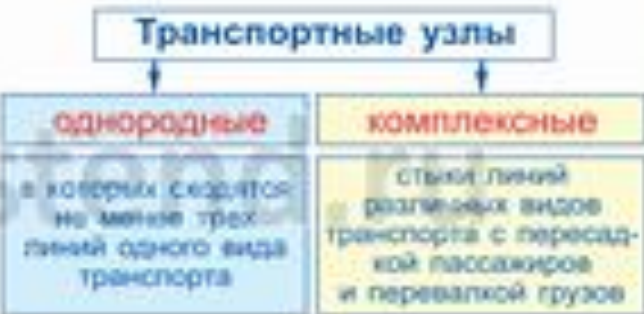 Транспортные узлы
однородные
комплексные
в которых сходятся
не менее трех
линий одного вида
транспорта
стыки линий
различных видов
транспорта с пересад-
кой пассажиров
и перевалкой грузов